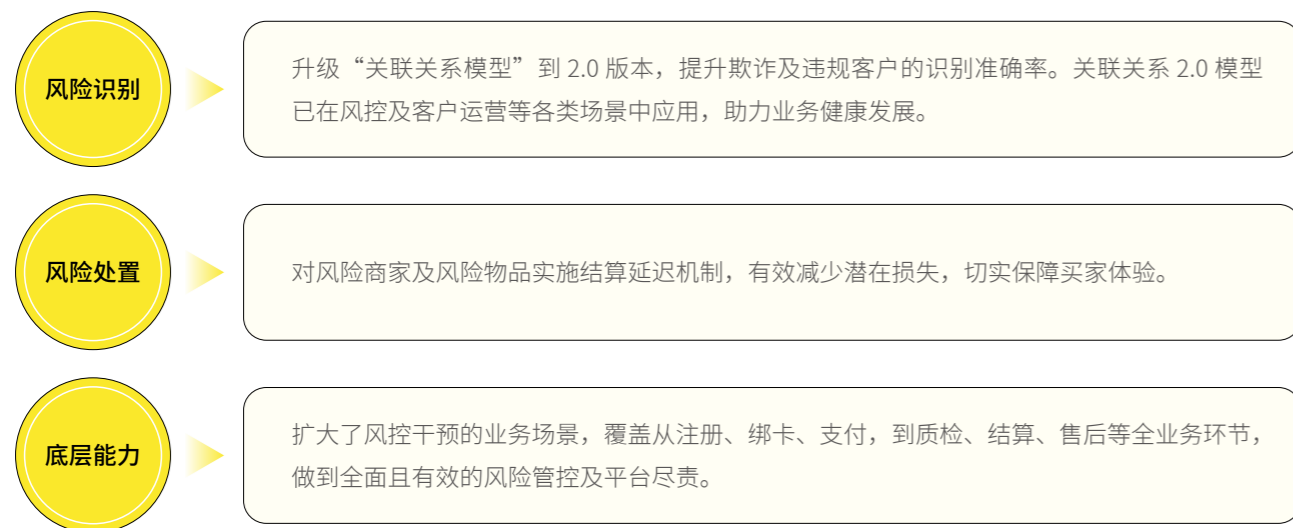 风险识别
升级“关联关系模型”到 2.0 版本，提升欺诈及违规客户的识别准确率。关联关系 2.0 模型
已在风控及客户运营等各类场景中应用，助力业务健康发展。
风险处置
对风险商家及风险物品实施结算延迟机制，有效减少潜在损失，切实保障买家体验。
底层能力
扩大了风控干预的业务场景，覆盖从注册、绑卡、支付，到质检、结算、售后等全业务环节，
做到全面且有效的风险管控及平台尽责。